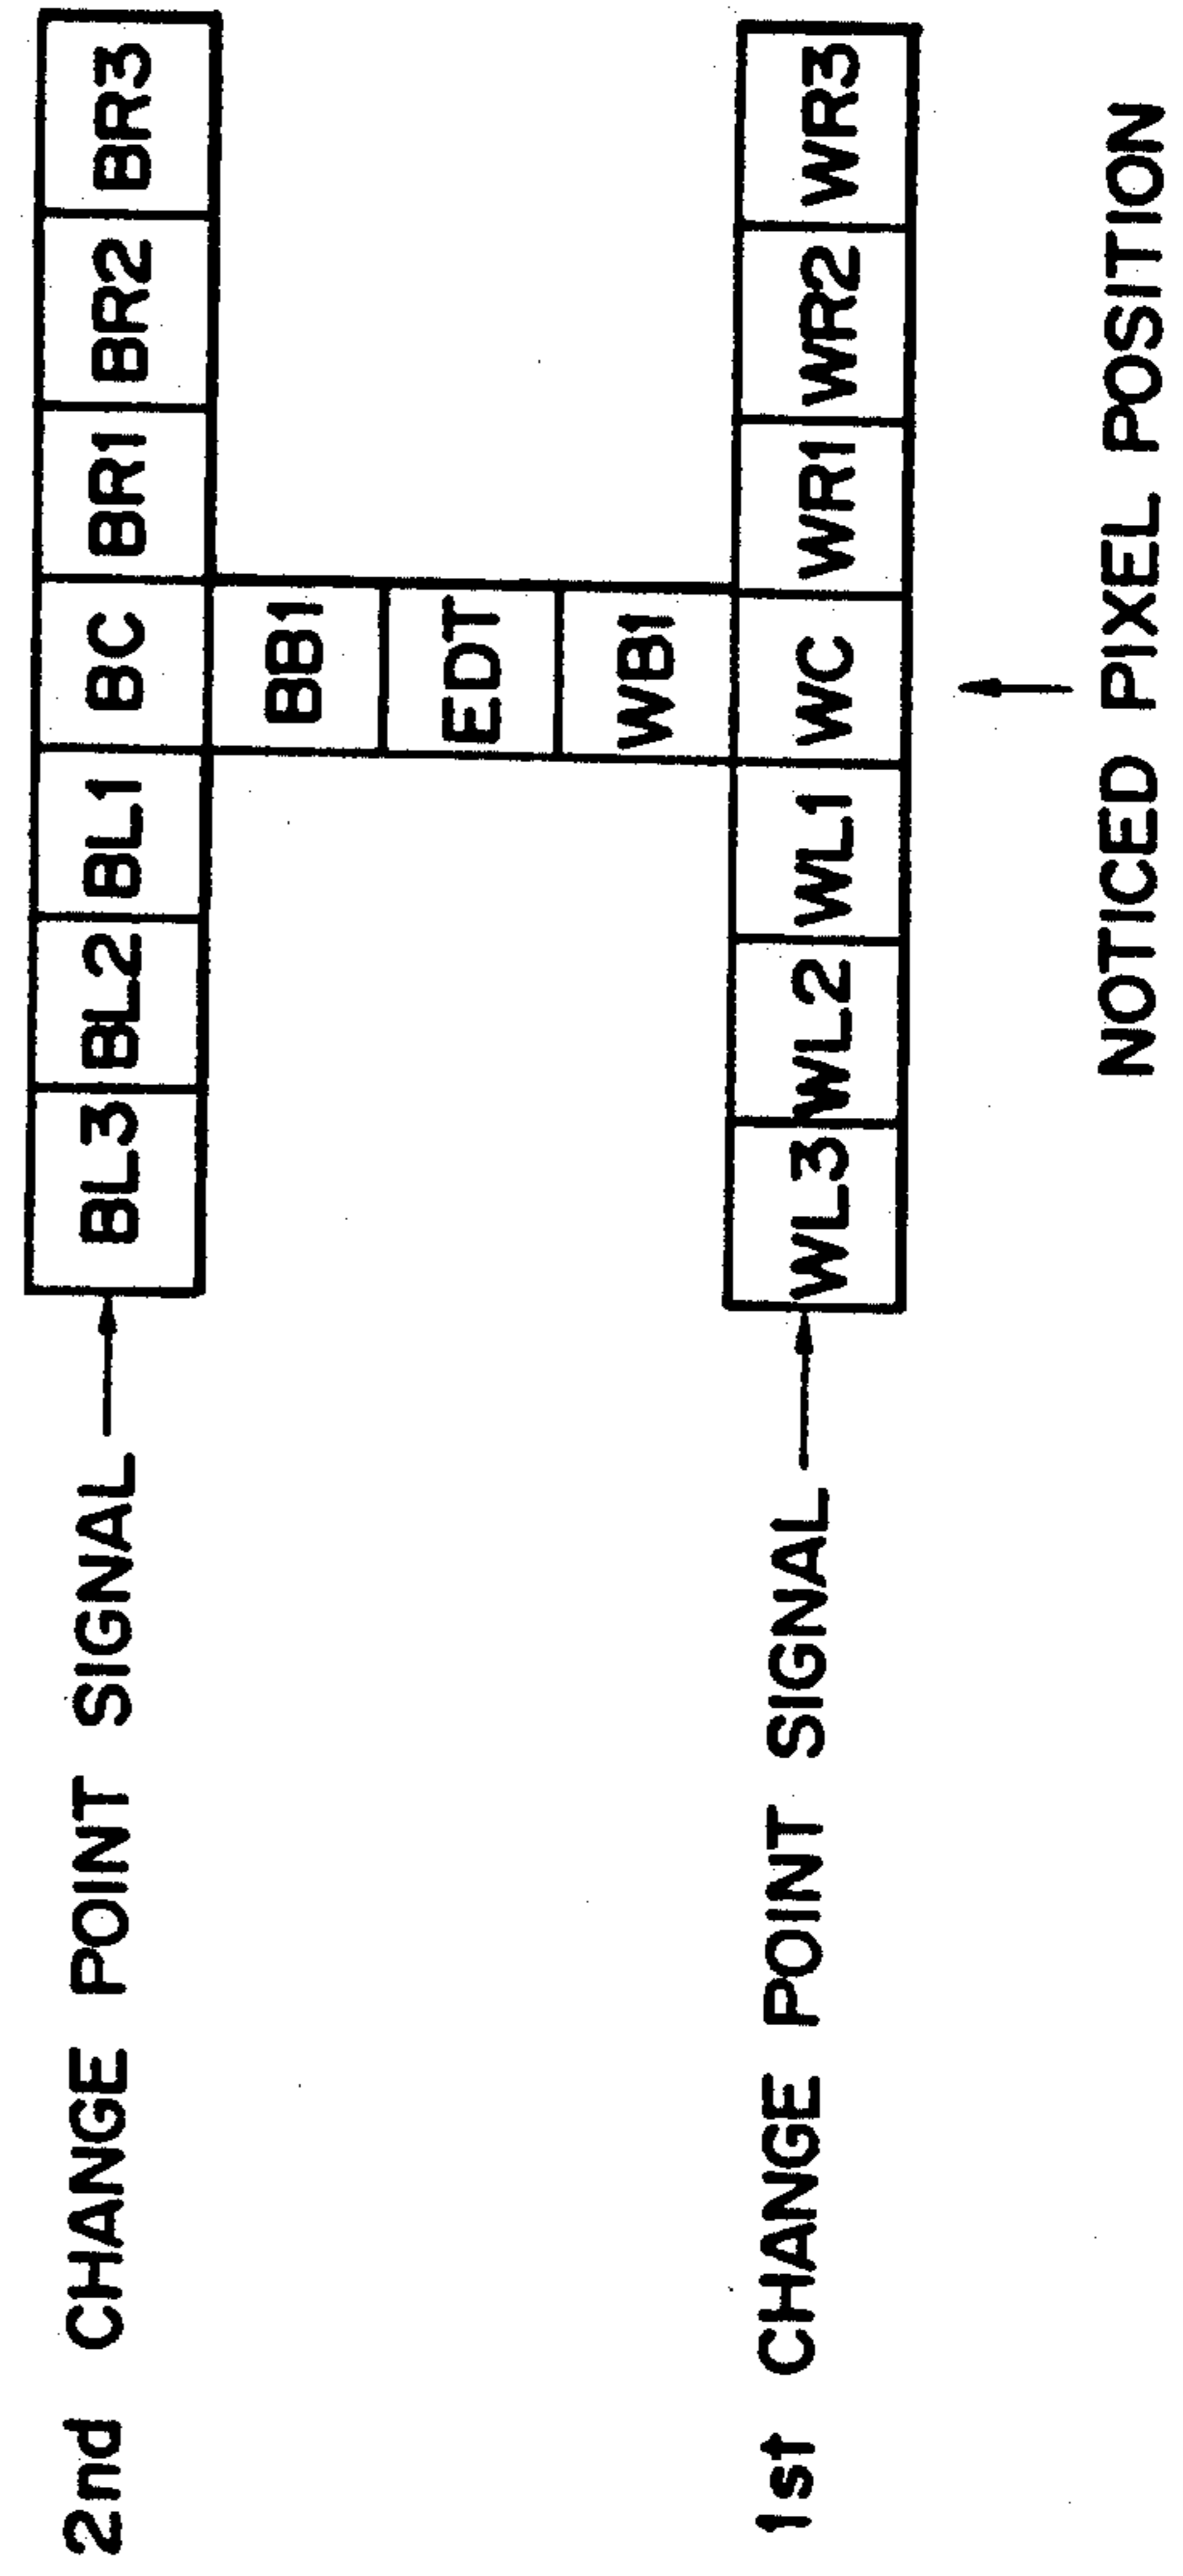 2nd CHANGE POINT SIGNAL BL3 BL2 BL1 BC BR1 BR2 BR3
BB1
EDT
WB1
1st CHANGE POINT SIGNAL WL3 WL2 WL1 WC WR1 WR2 WR3
NOTICED PIXEL POSITION